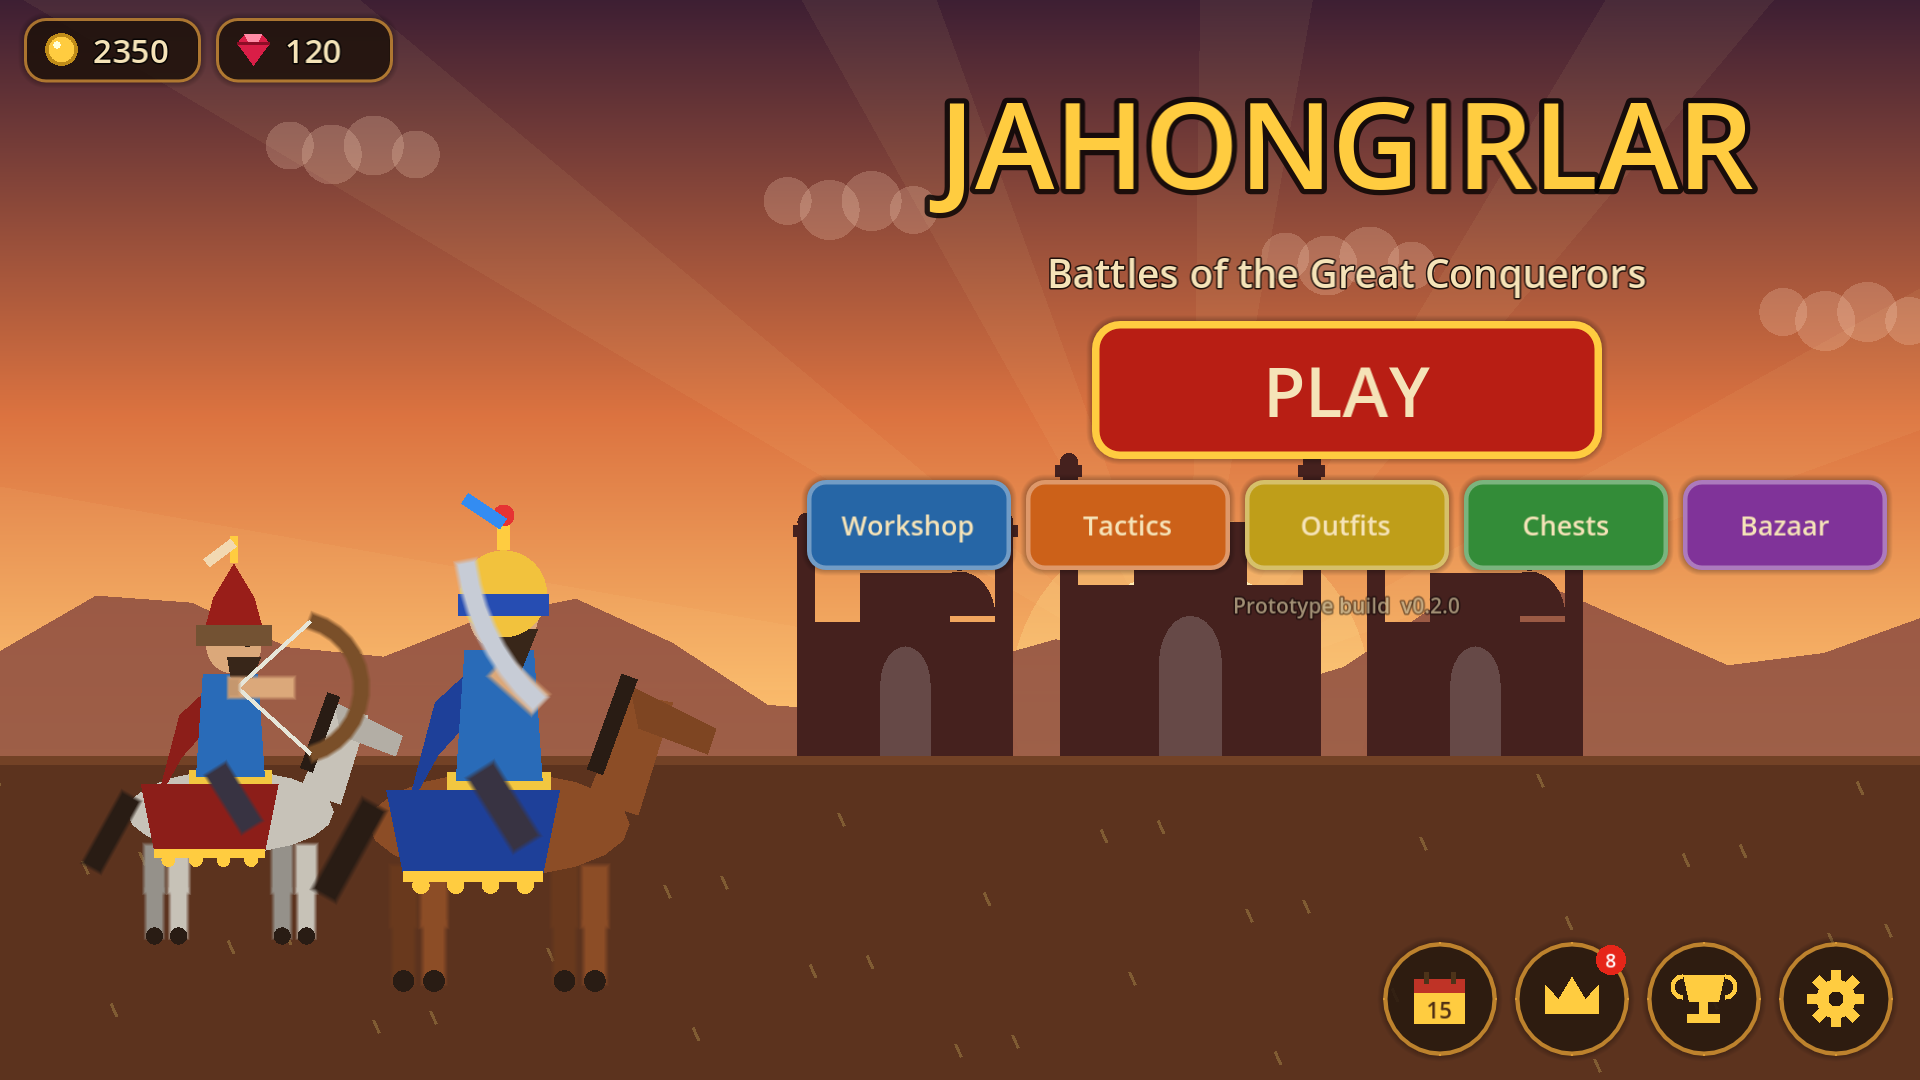 2350
120
JAHONGIRLAR
Battles of the Great Conquerors
PLAY
Workshop
Tactics
Outfits
Chests
Bazaar
Prototype build v0.2.0
8
15